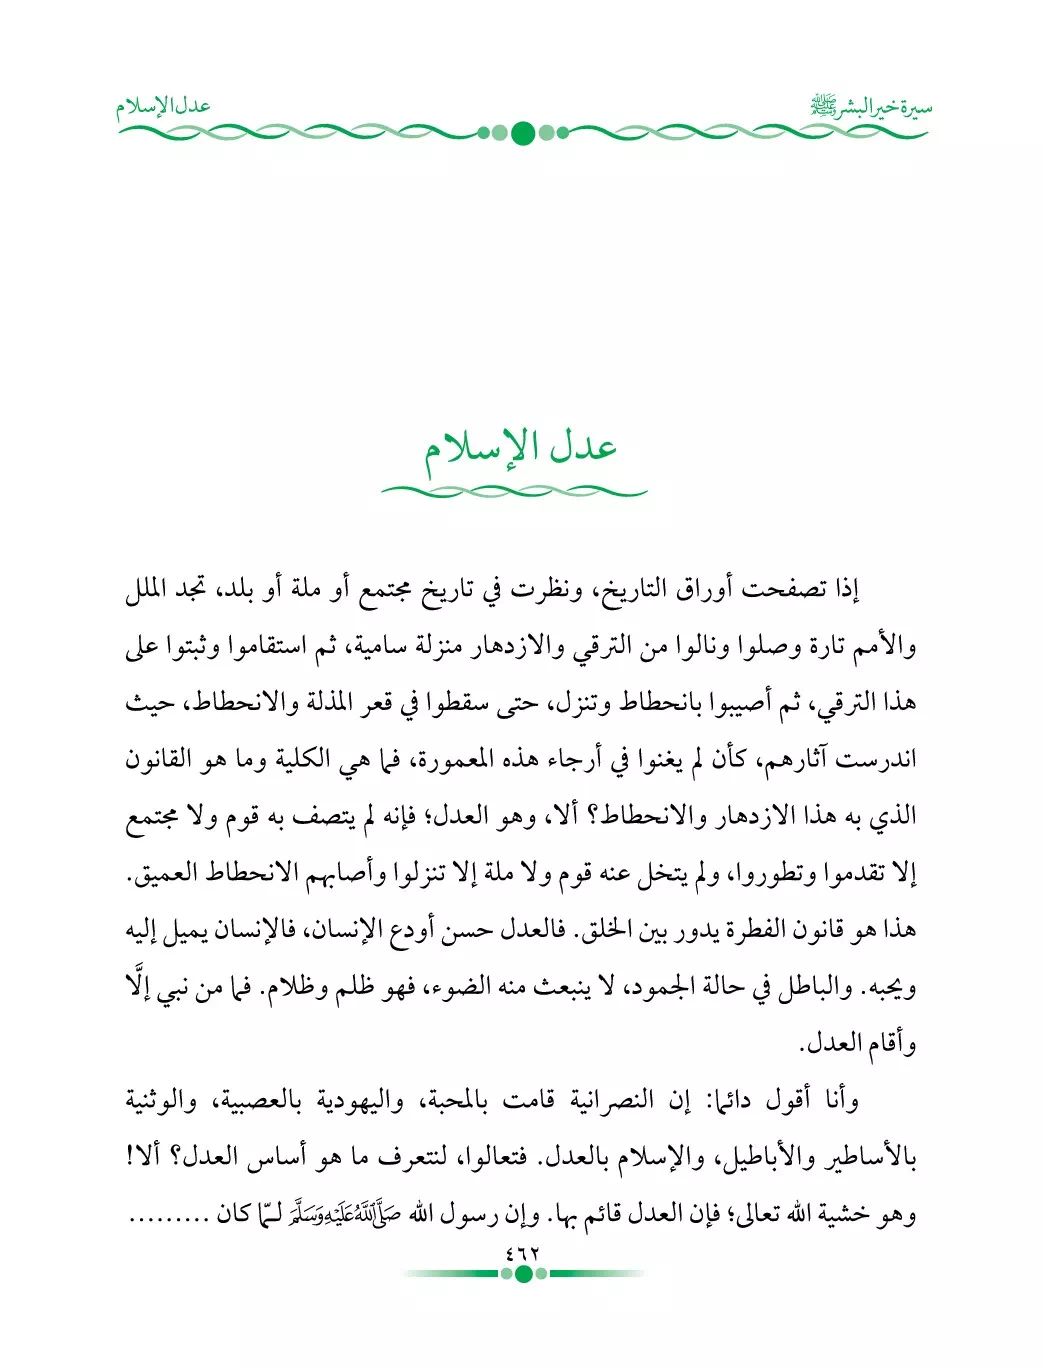 سيرة خير البشر ﷺ
عدل الإسلام
عدل الإسلام
إذا تصفحت أوراق التاريخ، ونظرت في تاريخ مجتمع أو ملة أو بلد، تجد الملل
والأمم تارة وصلوا ونالوا من الترقي والازدهار منزلة سامية، ثم استقاموا وثبتوا على
هذا الترقي، ثم أصيبوا بانحطاط وتنزل، حتى سقطوا في قعر المذلة والانحطاط، حيث
اندرست آثارهم، كأن لم يغنوا في أرجاء هذه المعمورة، فما هي الكلية وما هو القانون
الذي به هذا الازدهار والانحطاط؟ ألا، وهو العدل؛ فإنه لم يتصف به قوم ولا مجتمع
إلا تقدموا وتطوروا، ولم يتخل عنه قوم ولا ملة إلا تنزلوا وأصابهم الانحطاط العميق.
هذا هو قانون الفطرة يدور بين الخلق. فالعدل حسن أودع الإنسان، فالإنسان يميل إليه
ويحبه. والباطل في حالة الجمود، لا ينبعث منه الضوء، فهو ظلم وظلام. فما من نبي إلَّا
وأقام العدل.
وأنا أقول دائما: إن النصرانية قامت بالمحبة، واليهودية بالعصبية، والوثنية
بالأساطير والأباطيل، والإسلام بالعدل. فتعالوا، لنتعرف ما هو أساس العدل؟ ألا!
وهو خشية الله تعالى؛ فإن العدل قائم بها. وإن رسول الله صَلَّى اللَّهُ عَلَيْهِ وَسَلَّمَ لـمّا كان .........
٤٦٢